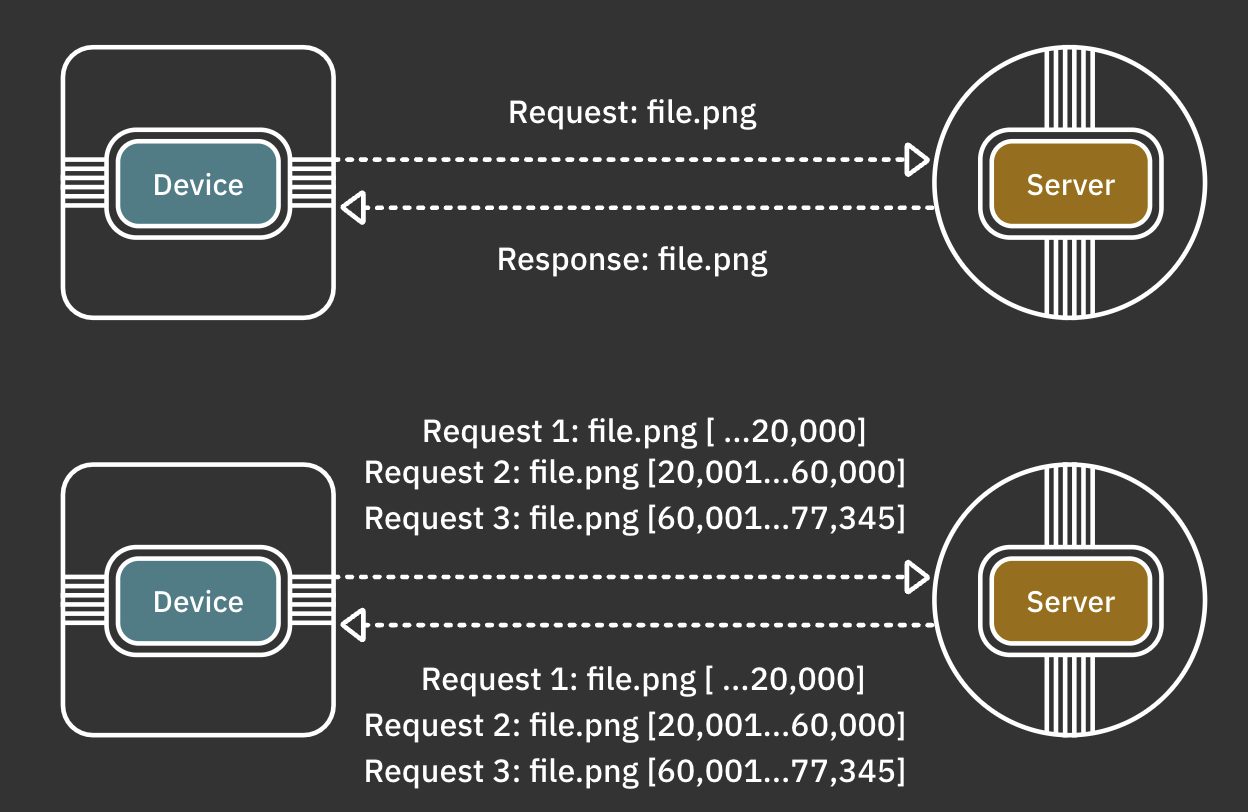 Request: file.png
Device
Server
Response: file.png
Request 1: file.png [ ...20,000]
Request 2: file.png [20,001...60,000]
Request 3: file.png [60,001...77,345]
Device
Server
Request 1: file.png [ ...20,000]
Request 2: file.png [20,001...60,000]
Request 3: file.png [60,001...77,345]